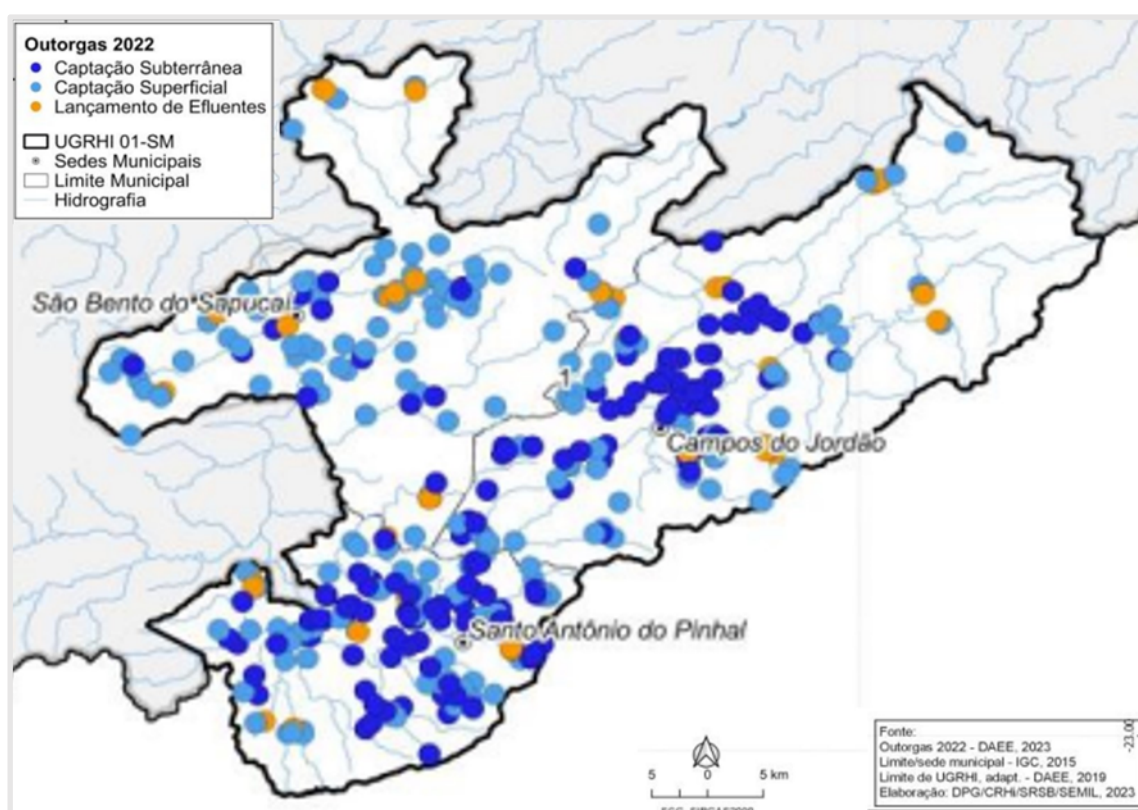 Outorgas 2022
Captação Subterrânea
Captação Superficial
Lançamento de Efluentes
UGRHI 01-SM
Sedes Municipais
Limite Municipal
Hidrografia
São Bento do Sapucaí
1
Campos do Jordão
Santo Antônio do Pinhal
5 0 5 km
Fonte:
Outorgas 2022 - DAEE, 2023
Limite/sede municipal - IGC, 2015
Limite de UGRHI, adapt. - DAEE, 2019
Elaboração: DPG/CRHi/SRSB/SEMIL, 2023
-23.00